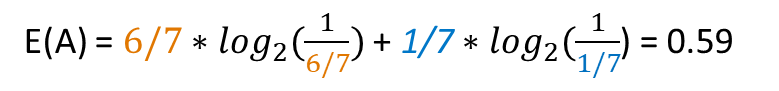 E(A) = 6/7 * log₂(1/(6/7)) + 1/7 * log₂(1/(1/7)) = 0.59